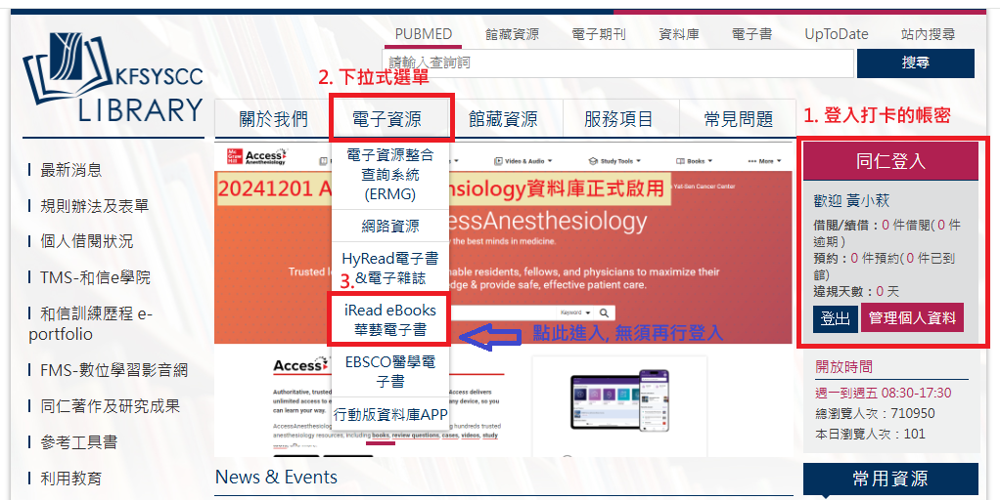 PUBMED 館藏資源 電子期刊 資料庫 電子書 UpToDate 站內搜尋
請輸入查詢詞 搜尋
KFSYSCC
LIBRARY
2. 下拉式選單
關於我們 電子資源 館藏資源 服務項目 常見問題
1. 登入打卡的帳密
最新消息
規則辦法及表單
個人借閱狀況
TMS-和信e學院
和信訓練歷程 e-
portfolio
FMS-數位學習影音網
同仁著作及研究成果
參考工具書
利用教育
電子資源整合
查詢系統
(ERMG)
網路資源
HyRead電子書
&電子雜誌
3.
iRead eBooks
華藝電子書
EBSCO醫學電
子書
行動版資料庫APP
McGraw Hill Access
Anesthesiology
Video & Audio Study Tools Books More
20241201 A nsiology資料庫正式啟用
Yat-Sen Cancer Center
ssAnesthesiology
y the best minds in medicine.
Trusted l nable residents, fellows, and physicians to maximize their
edge & provide safe, effective patient care.
Keyword
點此進入, 無須再行登入
Access
Authoritative, trusted Access delivers
unlimited access to e ny device, so you
can learn your way.
AccessAnesthesiology hundreds trusted
anesthesiology resources, including books, review questions, cases, videos, study
News & Events
同仁登入
歡迎 黃小萩
借閱/續借：0 件借閱( 0 件
逾期 )
預約：0 件預約( 0 件已到
館)
違規天數：0 天
登出 管理個人資料
開放時間
週一到週五 08:30-17:30
總瀏覽人次：710950
本日瀏覽人次：101
常用資源